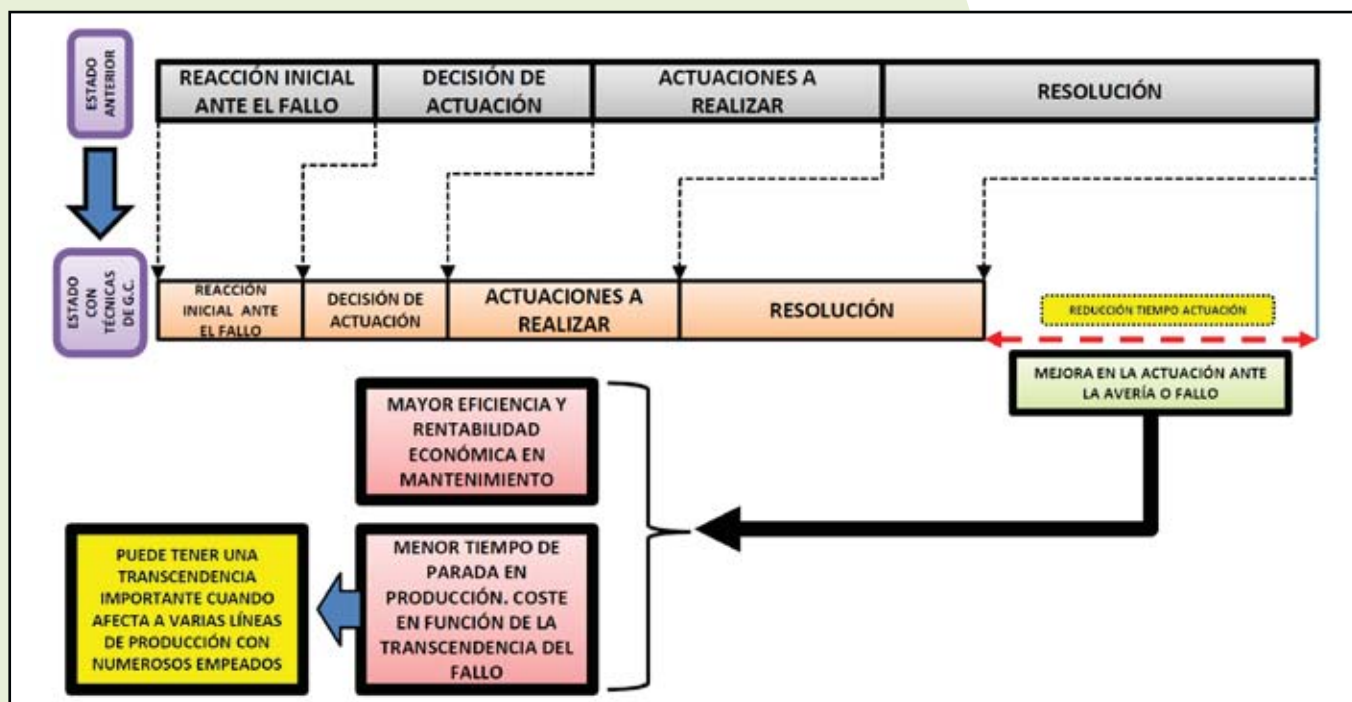 ESTADO
ANTERIOR
REACCIÓN INICIAL
ANTE EL FALLO
DECISIÓN DE
ACTUACIÓN
ACTUACIONES A
REALIZAR
RESOLUCIÓN
ESTADO
CON
TÉCNICAS
DE G.C.
REACCIÓN
INICIAL ANTE
EL FALLO
DECISIÓN DE
ACTUACIÓN
ACTUACIONES A
REALIZAR
RESOLUCIÓN
REDUCCIÓN TIEMPO ACTUACIÓN
MEJORA EN LA ACTUACIÓN ANTE
LA AVERÍA O FALLO
MAYOR EFICIENCIA Y
RENTABILIDAD
ECONÓMICA EN
MANTENIMIENTO
MENOR TIEMPO DE
PARADA EN
PRODUCCIÓN. COSTE
EN FUNCIÓN DE LA
TRANSCENDENCIA DEL
FALLO
PUEDE TENER UNA
TRANSCENDENCIA
IMPORTANTE CUANDO
AFECTA A VARIAS LÍNEAS
DE PRODUCCIÓN CON
NUMEROSOS EMPEADOS